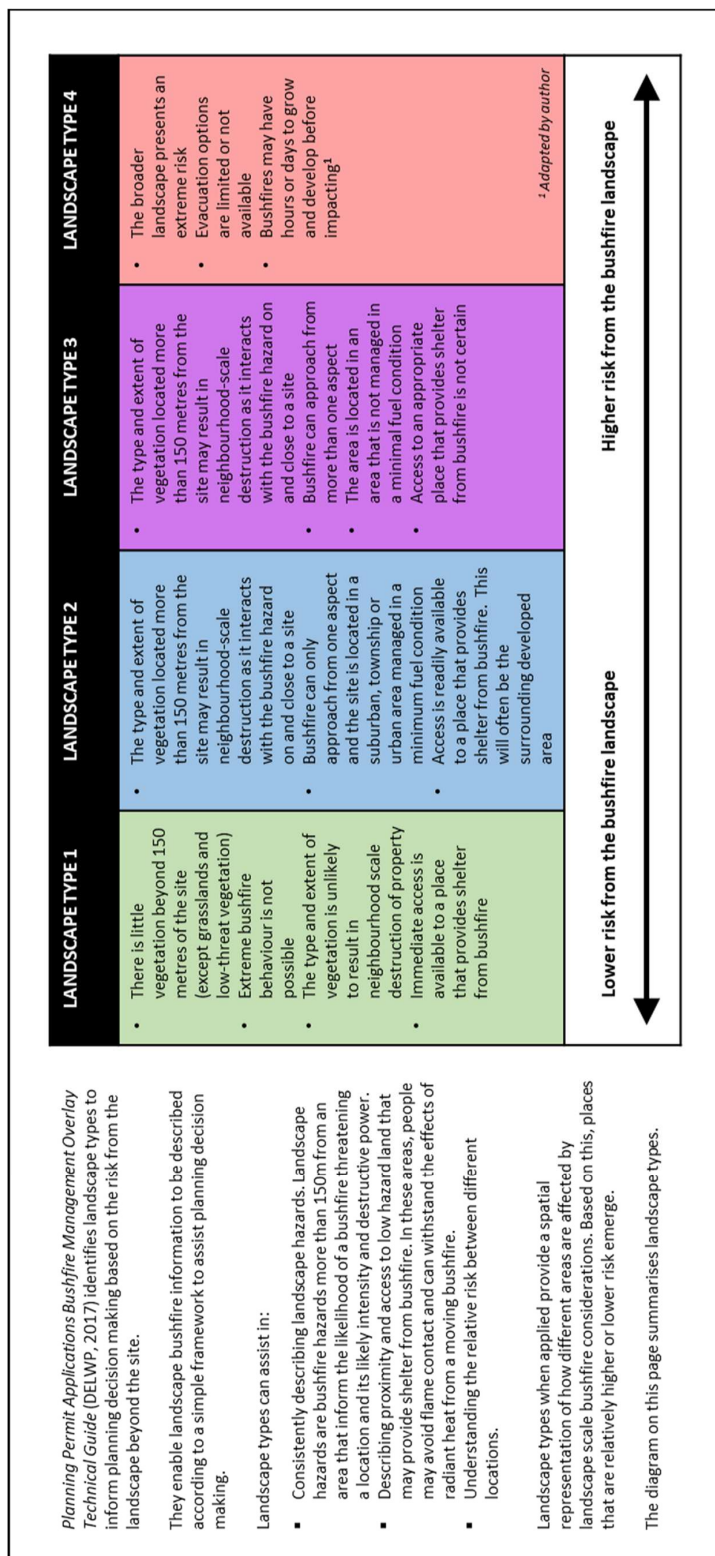 Planning Permit Applications Bushfire Management Overlay
Technical Guide (DELWP, 2017) identifies landscape types to
inform planning decision making based on the risk from the
landscape beyond the site.
They enable landscape bushfire information to be described
according to a simple framework to assist planning decision
making.
Landscape types can assist in:
▪ Consistently describing landscape hazards. Landscape
hazards are bushfire hazards more than 150m from an
area that inform the likelihood of a bushfire threatening
a location and its likely intensity and destructive power.
▪ Describing proximity and access to low hazard land that
may provide shelter from bushfire. In these areas, people
may avoid flame contact and can withstand the effects of
radiant heat from a moving bushfire.
▪ Understanding the relative risk between different
locations.
Landscape types when applied provide a spatial
representation of how different areas are affected by
landscape scale bushfire considerations. Based on this, places
that are relatively higher or lower risk emerge.
The diagram on this page summarises landscape types.
LANDSCAPE TYPE 1
• There is little
vegetation beyond 150
metres of the site
(except grasslands and
low-threat vegetation)
• Extreme bushfire
behaviour is not
possible
• The type and extent of
vegetation is unlikely
to result in
neighbourhood scale
destruction of property
• Immediate access is
available to a place
that provides shelter
from bushfire
LANDSCAPE TYPE 2
• The type and extent of
vegetation located more
than 150 metres from the
site may result in
neighbourhood-scale
destruction as it interacts
with the bushfire hazard
on and close to a site
• Bushfire can only
approach from one aspect
and the site is located in a
suburban, township or
urban area managed in a
minimum fuel condition
• Access is readily available
to a place that provides
shelter from bushfire. This
will often be the
surrounding developed
area
LANDSCAPE TYPE 3
• The type and extent of
vegetation located more
than 150 metres from the
site may result in
neighbourhood-scale
destruction as it interacts
with the bushfire hazard on
and close to a site
• Bushfire can approach from
more than one aspect
• The area is located in an
area that is not managed in
a minimal fuel condition
• Access to an appropriate
place that provides shelter
from bushfire is not certain
LANDSCAPE TYPE 4
• The broader
landscape presents an
extreme risk
• Evacuation options
are limited or not
available
• Bushfires may have
hours or days to grow
and develop before
impacting¹
¹ Adapted by author
Lower risk from the bushfire landscape
Higher risk from the bushfire landscape